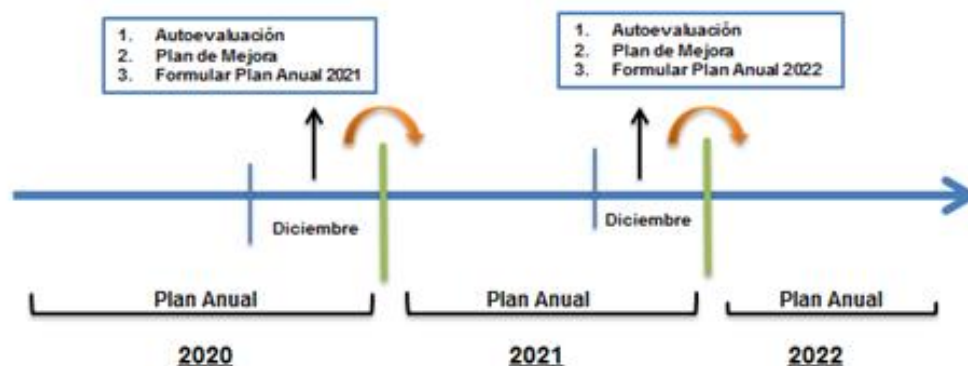 1. Autoevaluación
2. Plan de Mejora
3. Formular Plan Anual 2021
1. Autoevaluación
2. Plan de Mejora
3. Formular Plan Anual 2022
Diciembre
Diciembre
Plan Anual
Plan Anual
Plan Anual
2020
2021
2022